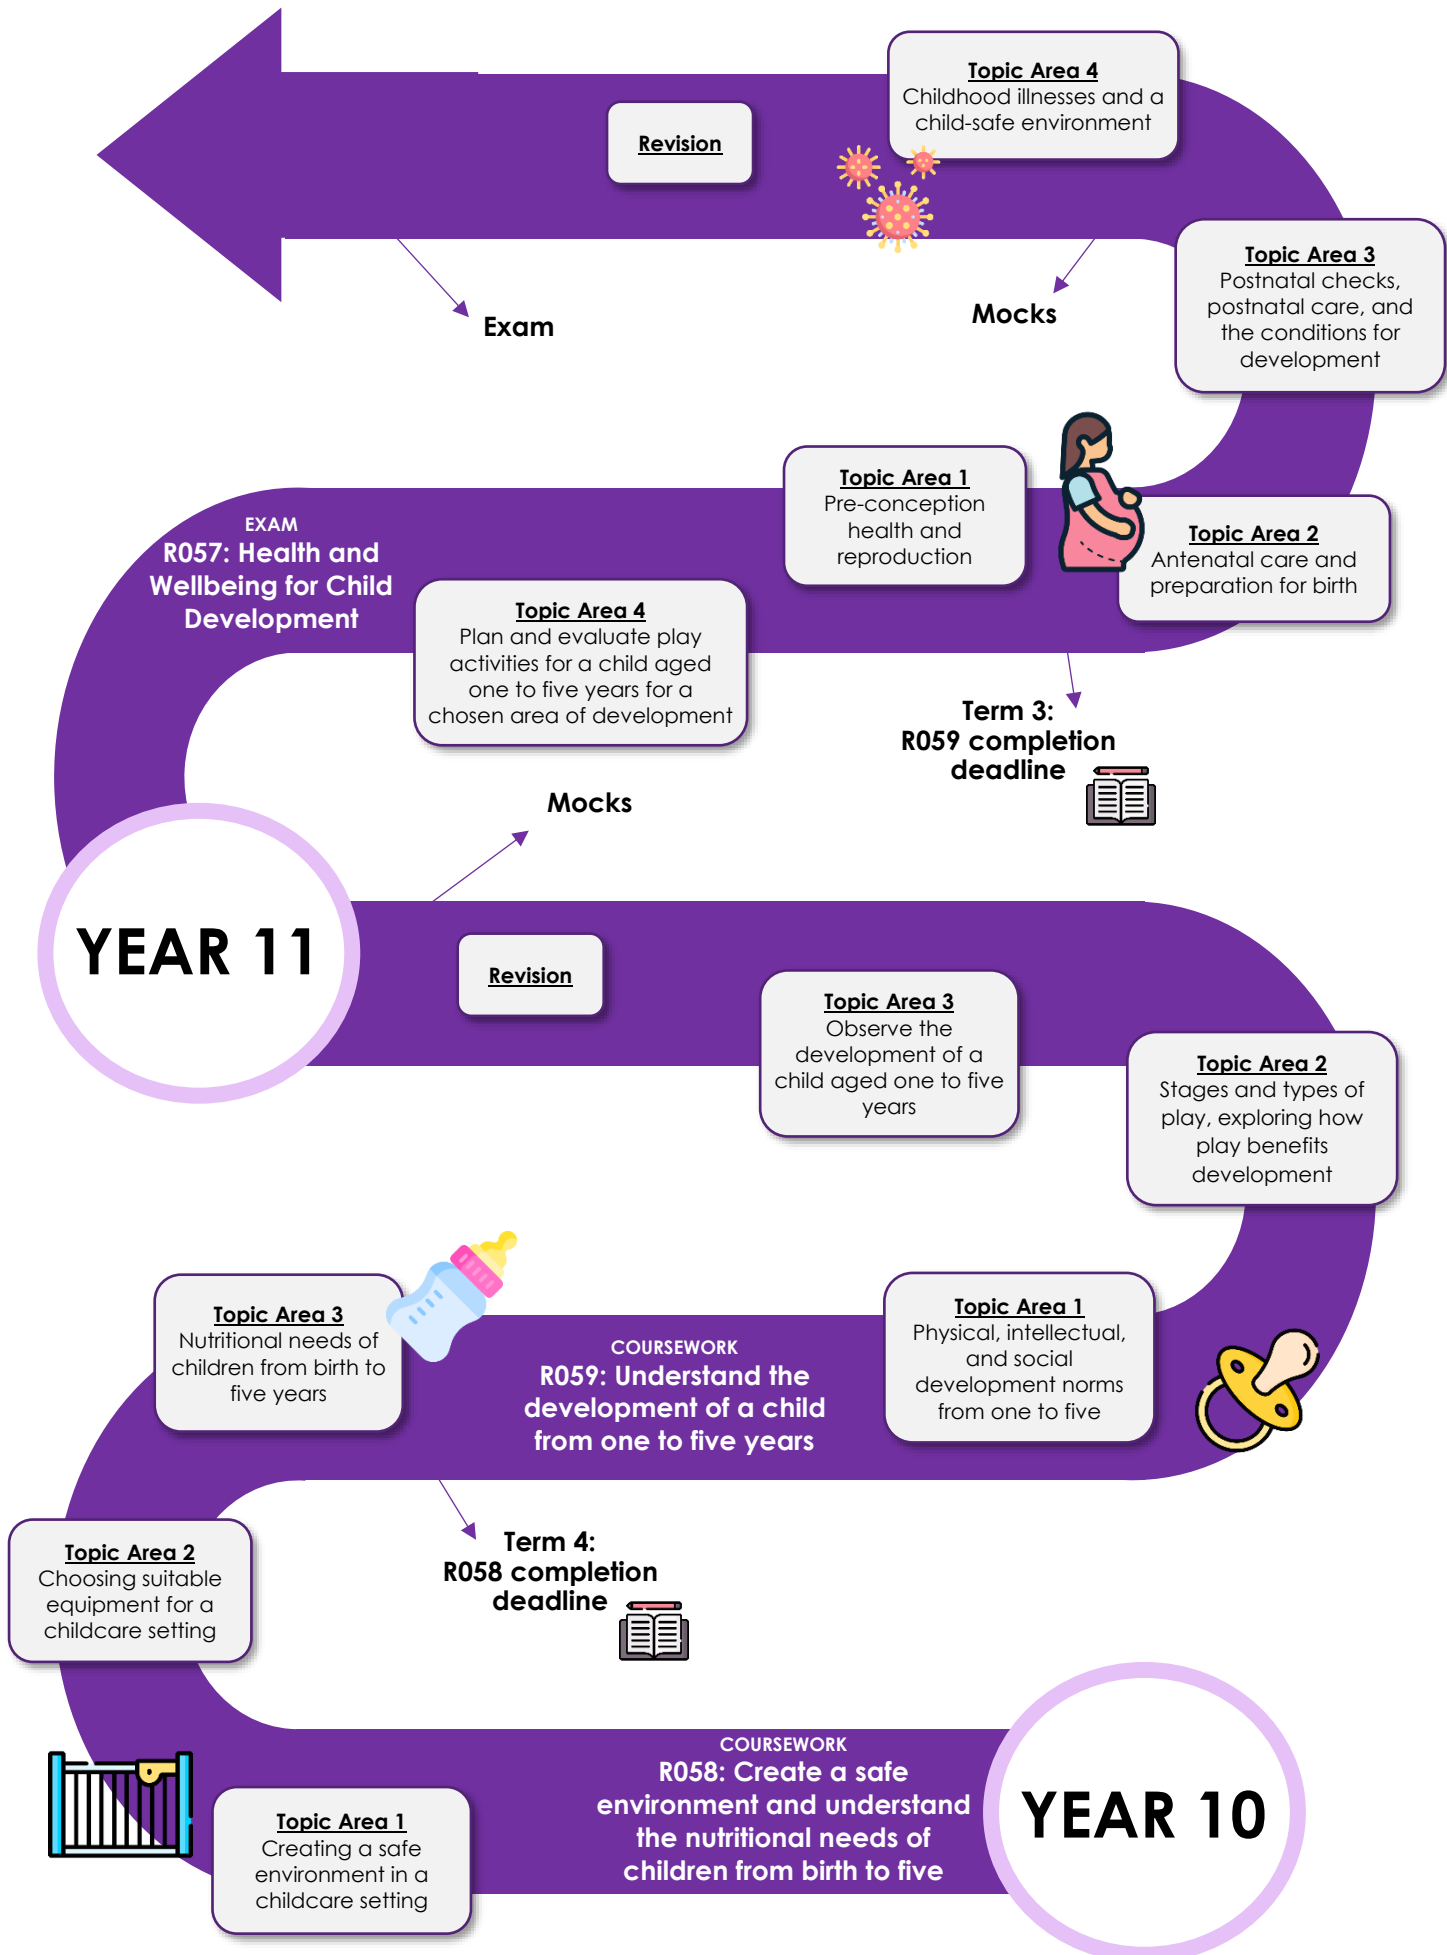 Topic Area 4
Childhood illnesses and a
child-safe environment
Revision
Topic Area 3
Postnatal checks,
postnatal care, and
the conditions for
development
Exam
Mocks
Topic Area 1
Pre-conception
health and
reproduction
Topic Area 2
Antenatal care and
preparation for birth
EXAM
R057: Health and
Wellbeing for Child
Development
Topic Area 4
Plan and evaluate play
activities for a child aged
one to five years for a
chosen area of development
Term 3:
R059 completion
deadline
Mocks
YEAR 11
Revision
Topic Area 3
Observe the
development of a
child aged one to five
years
Topic Area 2
Stages and types of
play, exploring how
play benefits
development
Topic Area 3
Nutritional needs of
children from birth to
five years
COURSEWORK
R059: Understand the
development of a child
from one to five years
Topic Area 1
Physical, intellectual,
and social
development norms
from one to five
Topic Area 2
Choosing suitable
equipment for a
childcare setting
Term 4:
R058 completion
deadline
COURSEWORK
R058: Create a safe
environment and understand
the nutritional needs of
children from birth to five
YEAR 10
Topic Area 1
Creating a safe
environment in a
childcare setting